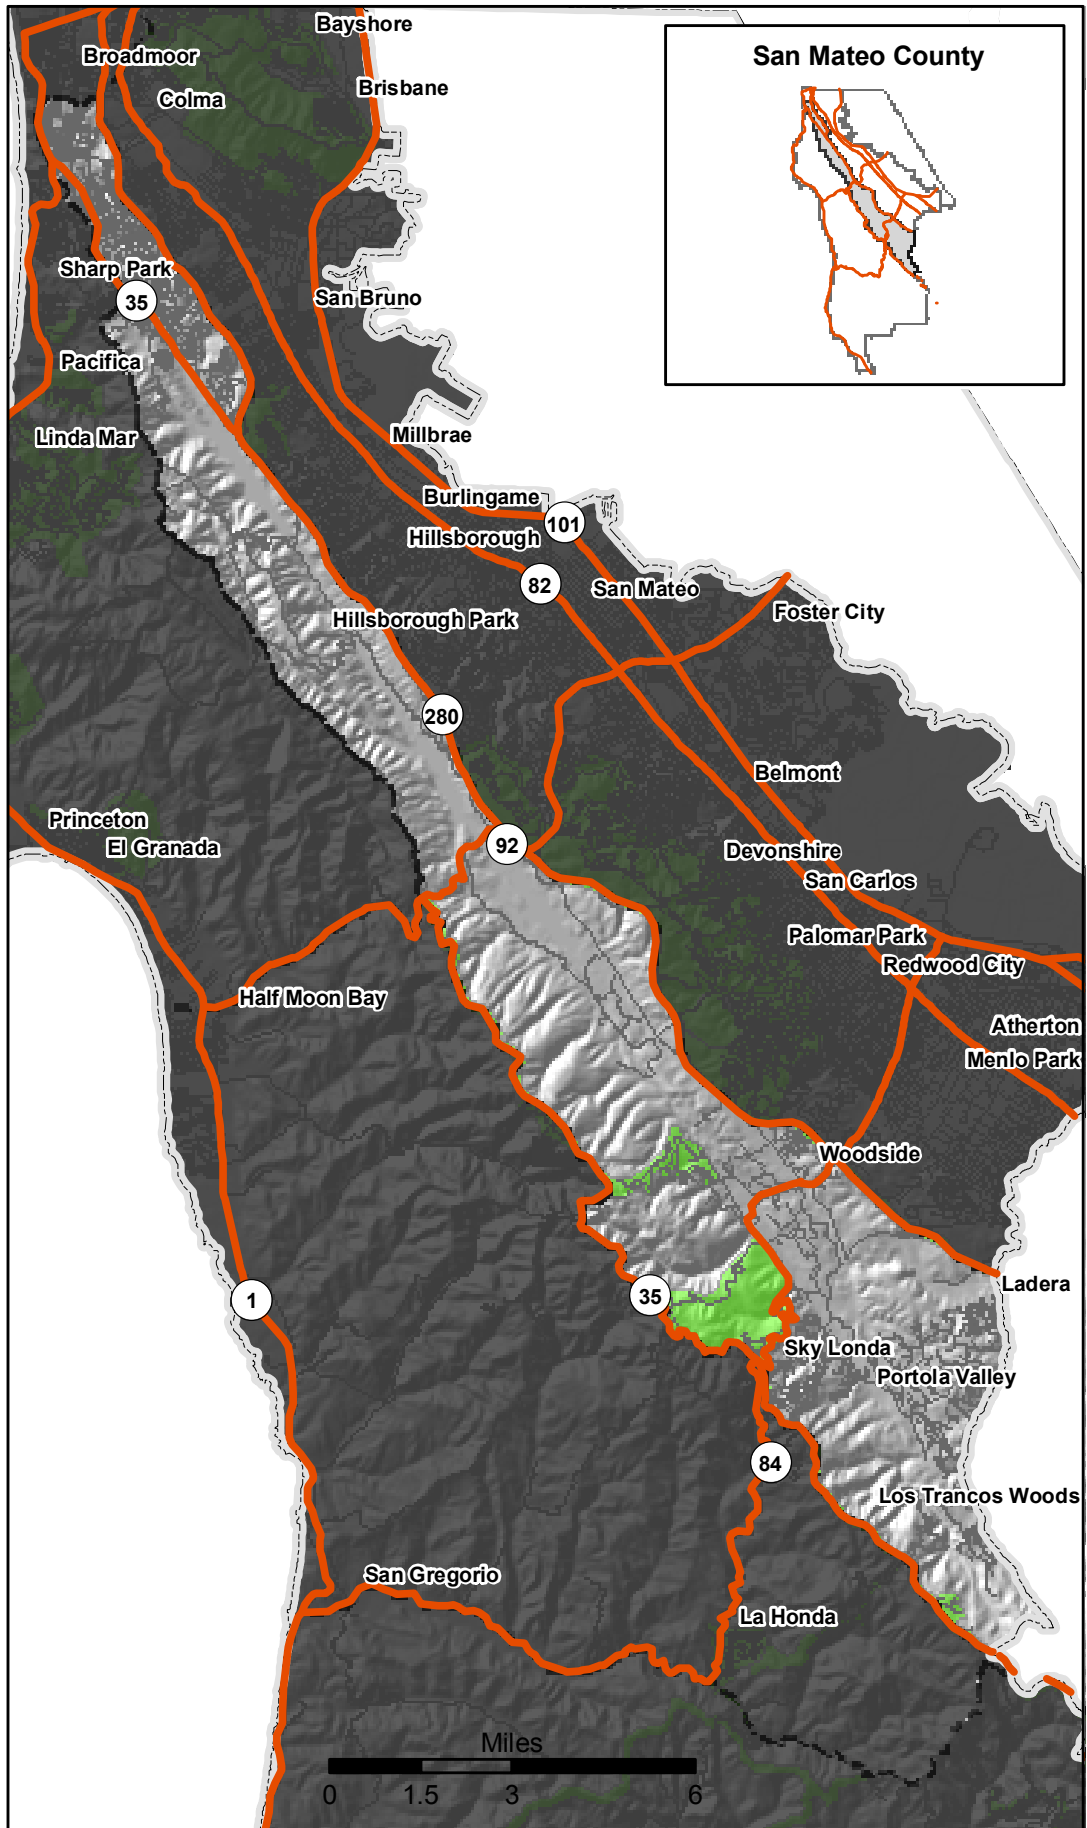 Bayshore
San Mateo County
Broadmoor
Brisbane
Colma
Sharp Park
35
San Bruno
Pacifica
Linda Mar
Millbrae
Burlingame
101
Hillsborough
82
San Mateo
Foster City
Hillsborough Park
280
Belmont
Princeton
El Granada
92
Devonshire
San Carlos
Palomar Park
Redwood City
Half Moon Bay
Atherton
Menlo Park
Woodside
1
35
Ladera
Sky Londa
Portola Valley
84
Los Trancos Woods
San Gregorio
La Honda
Miles
0 1.5 3 6